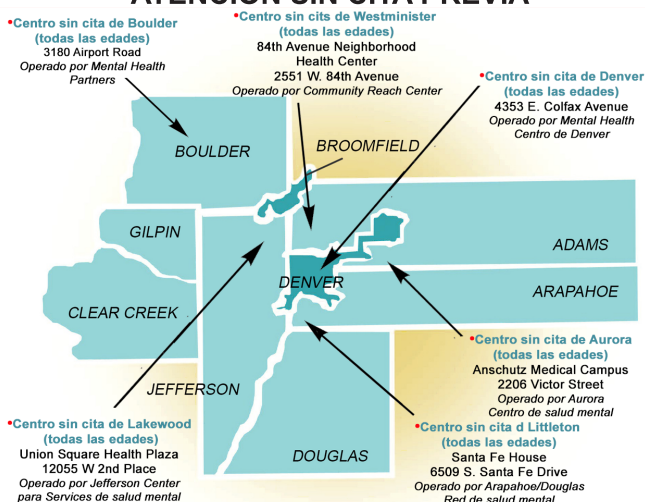 ATENCIÓN SIN CITA PREVIA
•Centro sin cita de Boulder
(todas las edades)
3180 Airport Road
Operado por Mental Health
Partners
•Centro sin cits de Westminister
(todas las edades)
84th Avenue Neighborhood
Health Center
2551 W. 84th Avenue
Operado por Community Reach Center
•Centro sin cita de Denver
(todas las edades)
4353 E. Colfax Avenue
Operado por Mental Health
Centro de Denver
BOULDER
BROOMFIELD
GILPIN
ADAMS
DENVER
ARAPAHOE
CLEAR CREEK
JEFFERSON
DOUGLAS
•Centro sin cita de Aurora
(todas las edades)
Anschutz Medical Campus
2206 Victor Street
Operado por Aurora
Centro de salud mental
•Centro sin cita de Lakewood
(todas las edades)
Union Square Health Plaza
12055 W 2nd Place
Operado por Jefferson Center
para Services de salud mental
•Centro sin cita d Littleton
(todas las edades)
Santa Fe House
6509 S. Santa Fe Drive
Operado por Arapahoe/Douglas
Red de salud mental